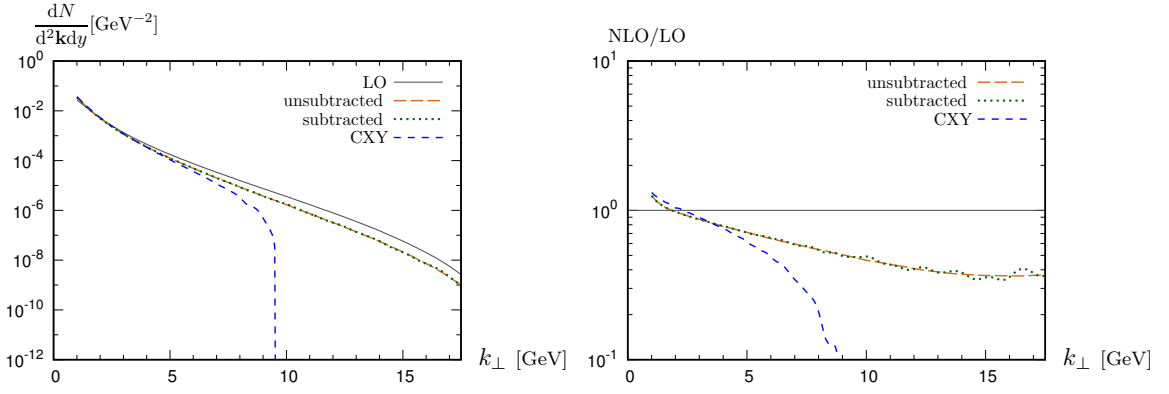 dN
d²kdy [GeV⁻²]
10⁰
10⁻²
10⁻⁴
10⁻⁶
10⁻⁸
10⁻¹⁰
10⁻¹²
LO
unsubtracted
subtracted
CXY
0 5 10 15
k⊥ [GeV]
NLO/LO
10¹
10⁰
10⁻¹
unsubtracted
subtracted
CXY
0 5 10 15
k⊥ [GeV]